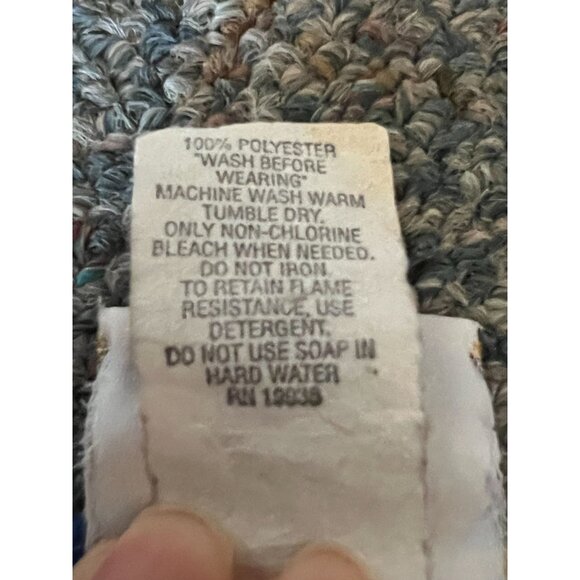 100% POLYESTER
"WASH BEFORE
WEARING"
MACHINE WASH WARM
TUMBLE DRY.
ONLY NON-CHLORINE
BLEACH WHEN NEEDED.
DO NOT IRON
TO RETAIN FLAME
RESISTANCE, USE
DETERGENT.
DO NOT USE SOAP IN
HARD WATER
RN